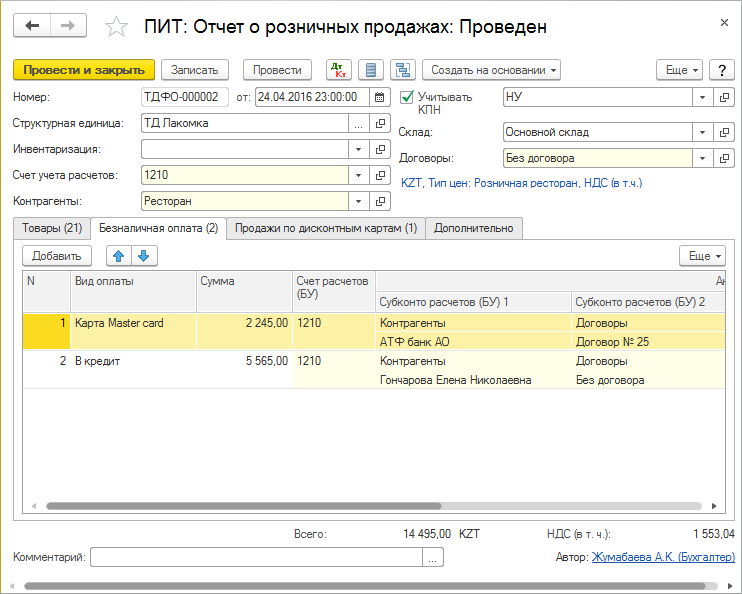 ПИТ: Отчет о розничных продажах: Проведен
Провести и закрыть Записать Провести Дт Кт Создать на основании Еще ?
Номер: ТДФО-000002 от: 24.04.2016 23:00:00 Учитывать КПН НУ
Структурная единица: ТД Лакомка ... Склад: Основной склад
Инвентаризация: Договоры: Без договора
Счет учета расчетов: 1210 KZT, Тип цен: Розничная ресторан, НДС (в т.ч.)
Контрагенты: Ресторан
Товары (21) Безналичная оплата (2) Продажи по дисконтным картам (1) Дополнительно
Добавить Еще
N Вид оплаты Сумма Счет расчетов (БУ) Ан
Субконто расчетов (БУ) 1 Субконто расчетов (БУ) 2
1 Карта Master card 2 245,00 1210 Контрагенты Договоры
АТФ банк АО Договор № 25
2 В кредит 5 565,00 1210 Контрагенты Договоры
Гончарова Елена Николаевна Без договора
Всего: 14 495,00 KZT НДС (в т. ч.): 1 553,04
Комментарий: ... Автор: Жумабаева А.К. (Бухгалтер)